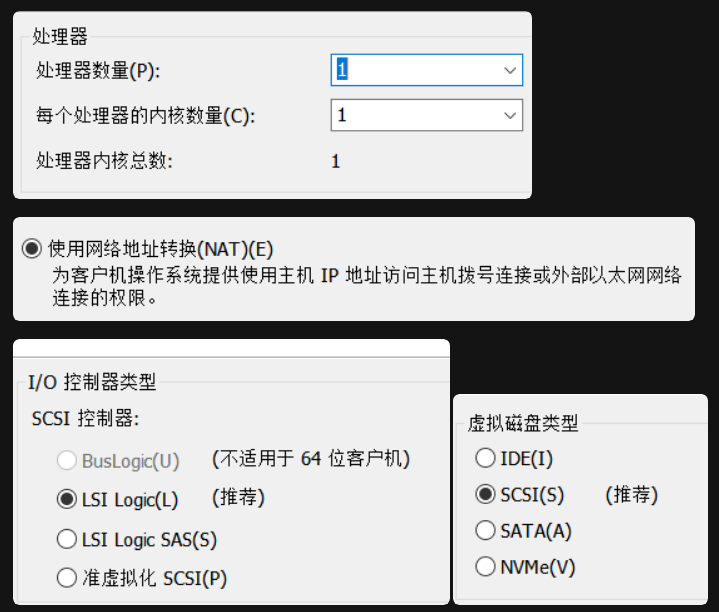 处理器
处理器数量(P): 1
每个处理器的内核数量(C): 1
处理器内核总数: 1
使用网络地址转换(NAT)(E)
为客户机操作系统提供使用主机 IP 地址访问主机拨号连接或外部以太网网络
连接的权限。
I/O 控制器类型
SCSI 控制器:
BusLogic(U) (不适用于 64 位客户机)
LSI Logic(L) (推荐)
LSI Logic SAS(S)
准虚拟化 SCSI(P)
虚拟磁盘类型
IDE(I)
SCSI(S) (推荐)
SATA(A)
NVMe(V)